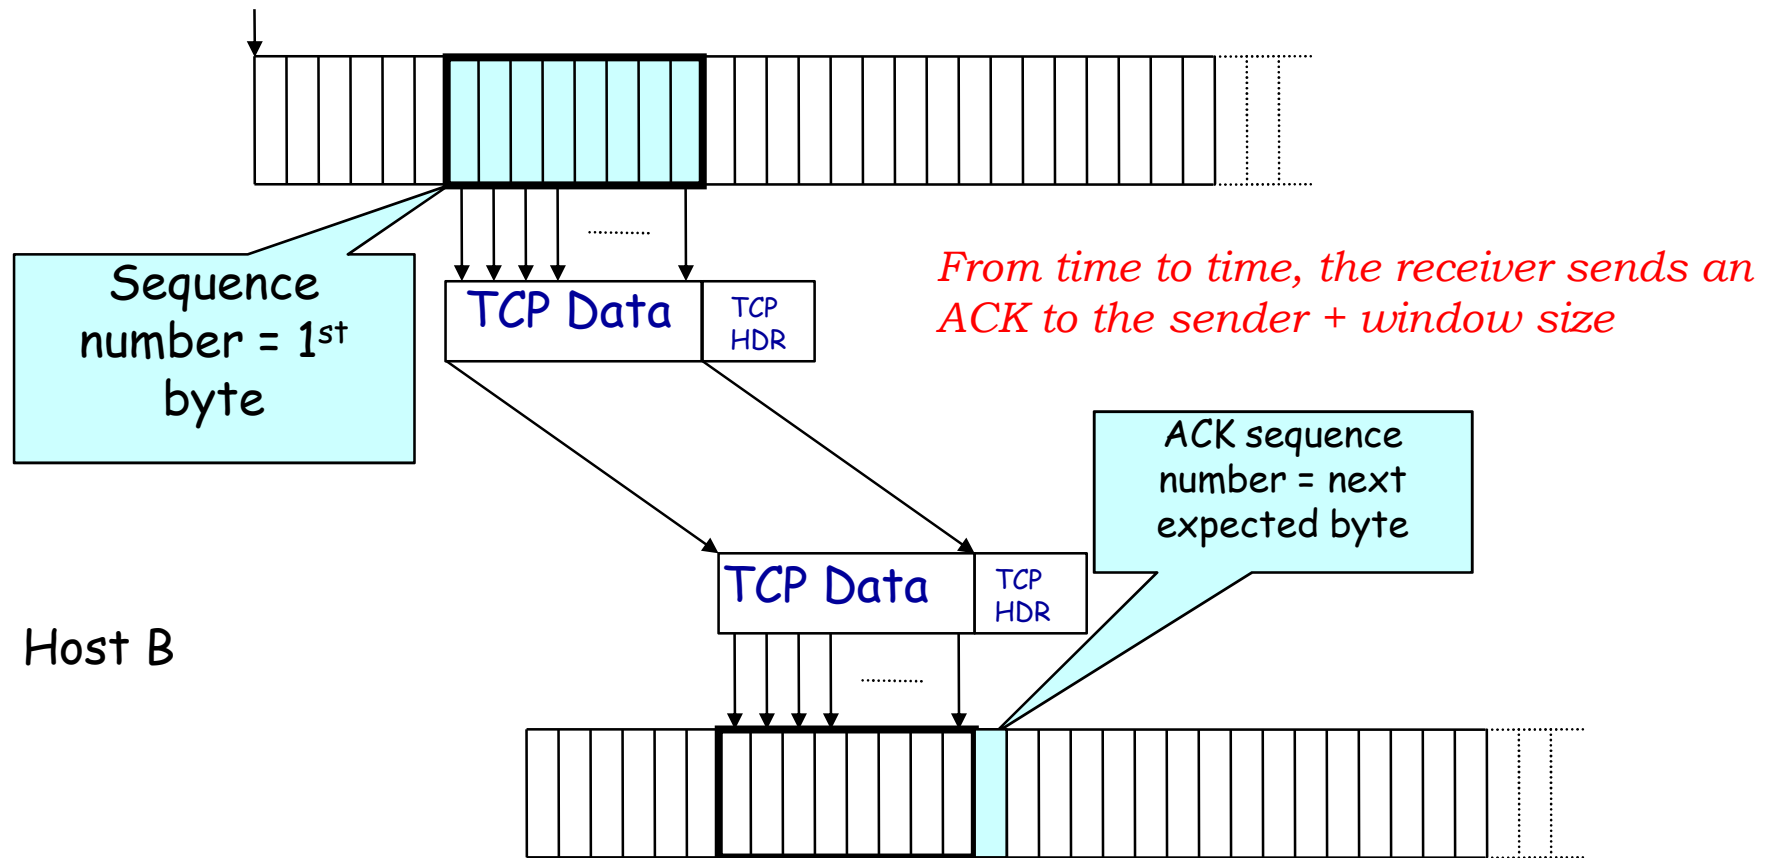 Sequence
number = 1st
byte
TCP Data
TCP
HDR
From time to time, the receiver sends an
ACK to the sender + window size
ACK sequence
number = next
expected byte
TCP Data
TCP
HDR
Host B